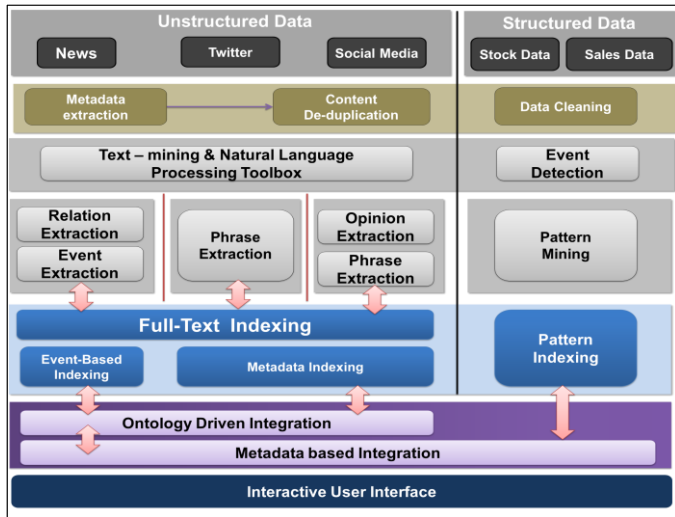 Unstructured Data
Structured Data
News
Twitter
Social Media
Stock Data
Sales Data
Metadata
extraction
Content
De-duplication
Data Cleaning
Text – mining & Natural Language
Processing Toolbox
Event
Detection
Relation
Extraction
Event
Extraction
Phrase
Extraction
Opinion
Extraction
Phrase
Extraction
Pattern
Mining
Full-Text Indexing
Event-Based
Indexing
Metadata Indexing
Pattern
Indexing
Ontology Driven Integration
Metadata based Integration
Interactive User Interface